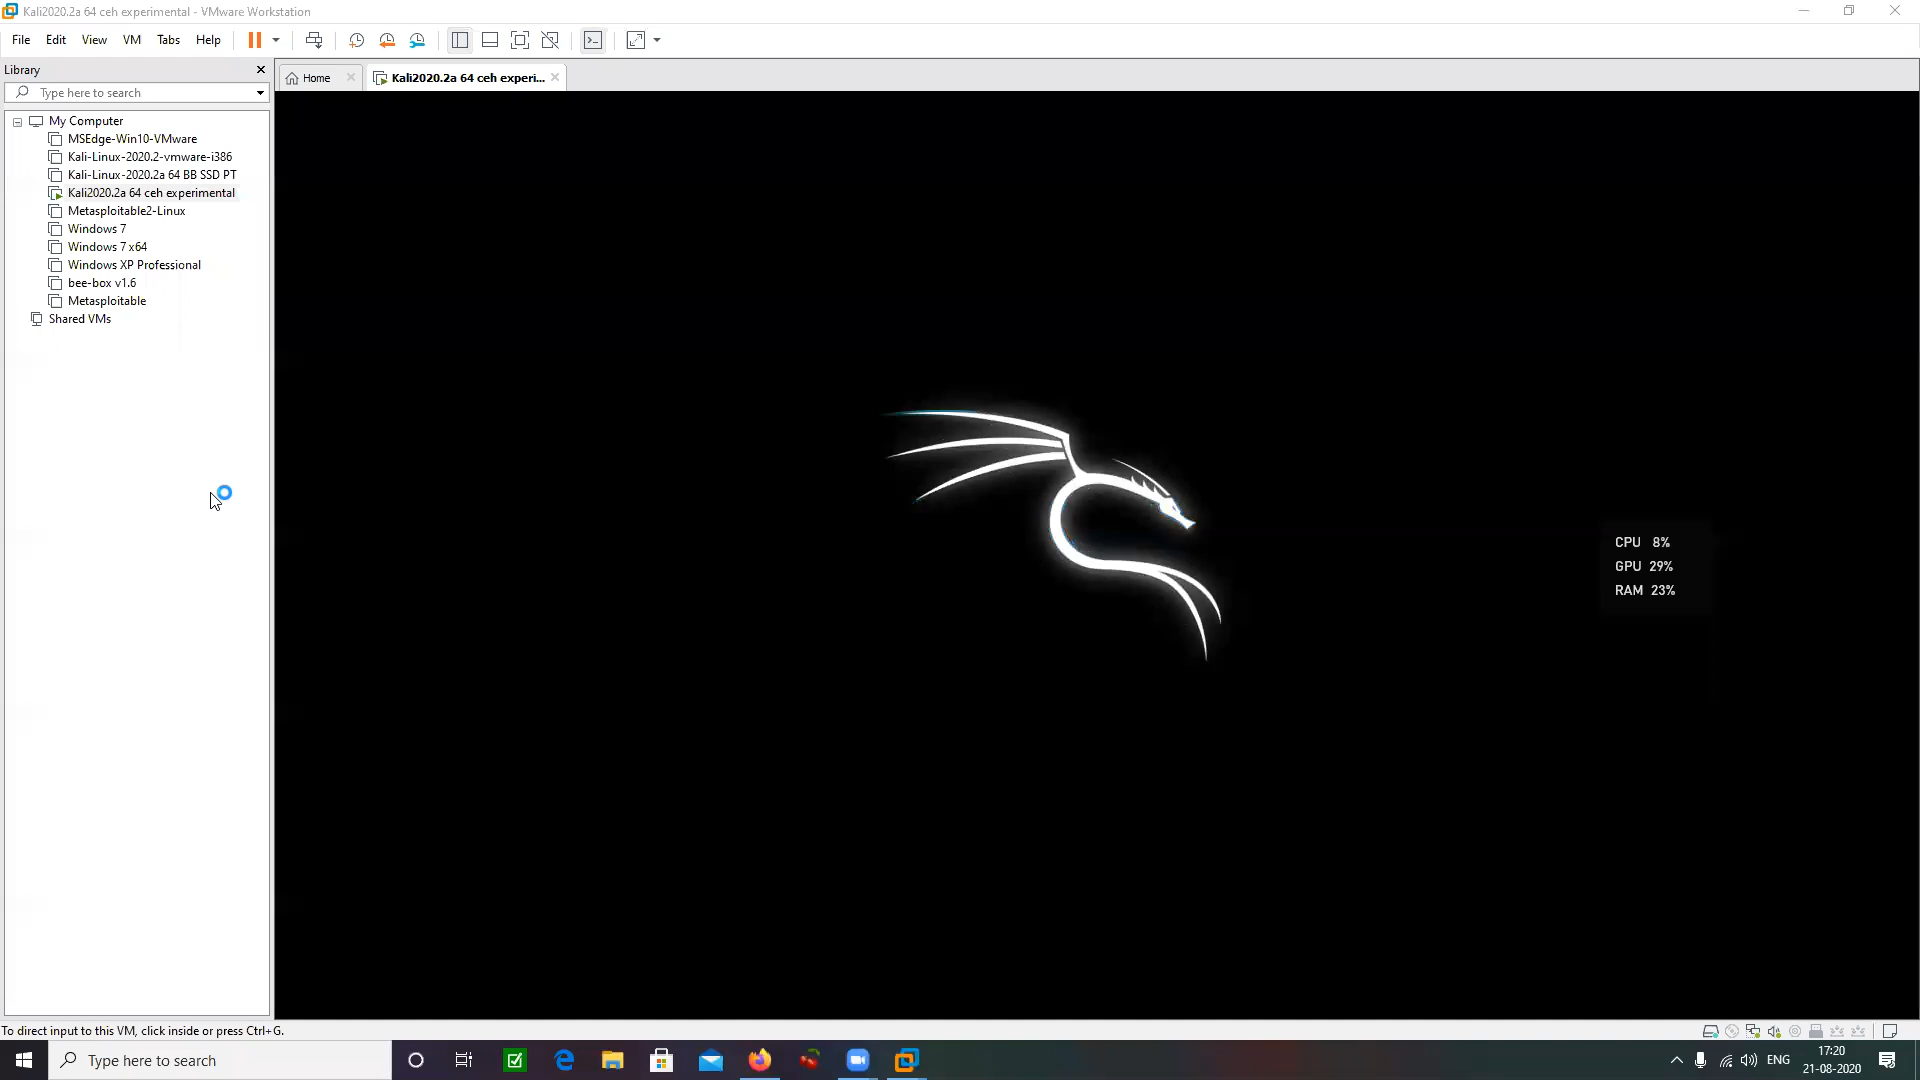 Kali2020.2a 64 ceh experimental - VMware Workstation
File Edit View VM Tabs Help
Library
Home
Kali2020.2a 64 ceh experi...
Type here to search
My Computer
MSEdge-Win10-VMware
Kali-Linux-2020.2-vmware-i386
Kali-Linux-2020.2a 64 BB SSD PT
Kali2020.2a 64 ceh experimental
Metasploitable2-Linux
Windows 7
Windows 7 x64
Windows XP Professional
bee-box v1.6
Metasploitable
Shared VMs
CPU 8%
GPU 29%
RAM 23%
To direct input to this VM, click inside or press Ctrl+G.
Type here to search
ENG
17:20
21-08-2020